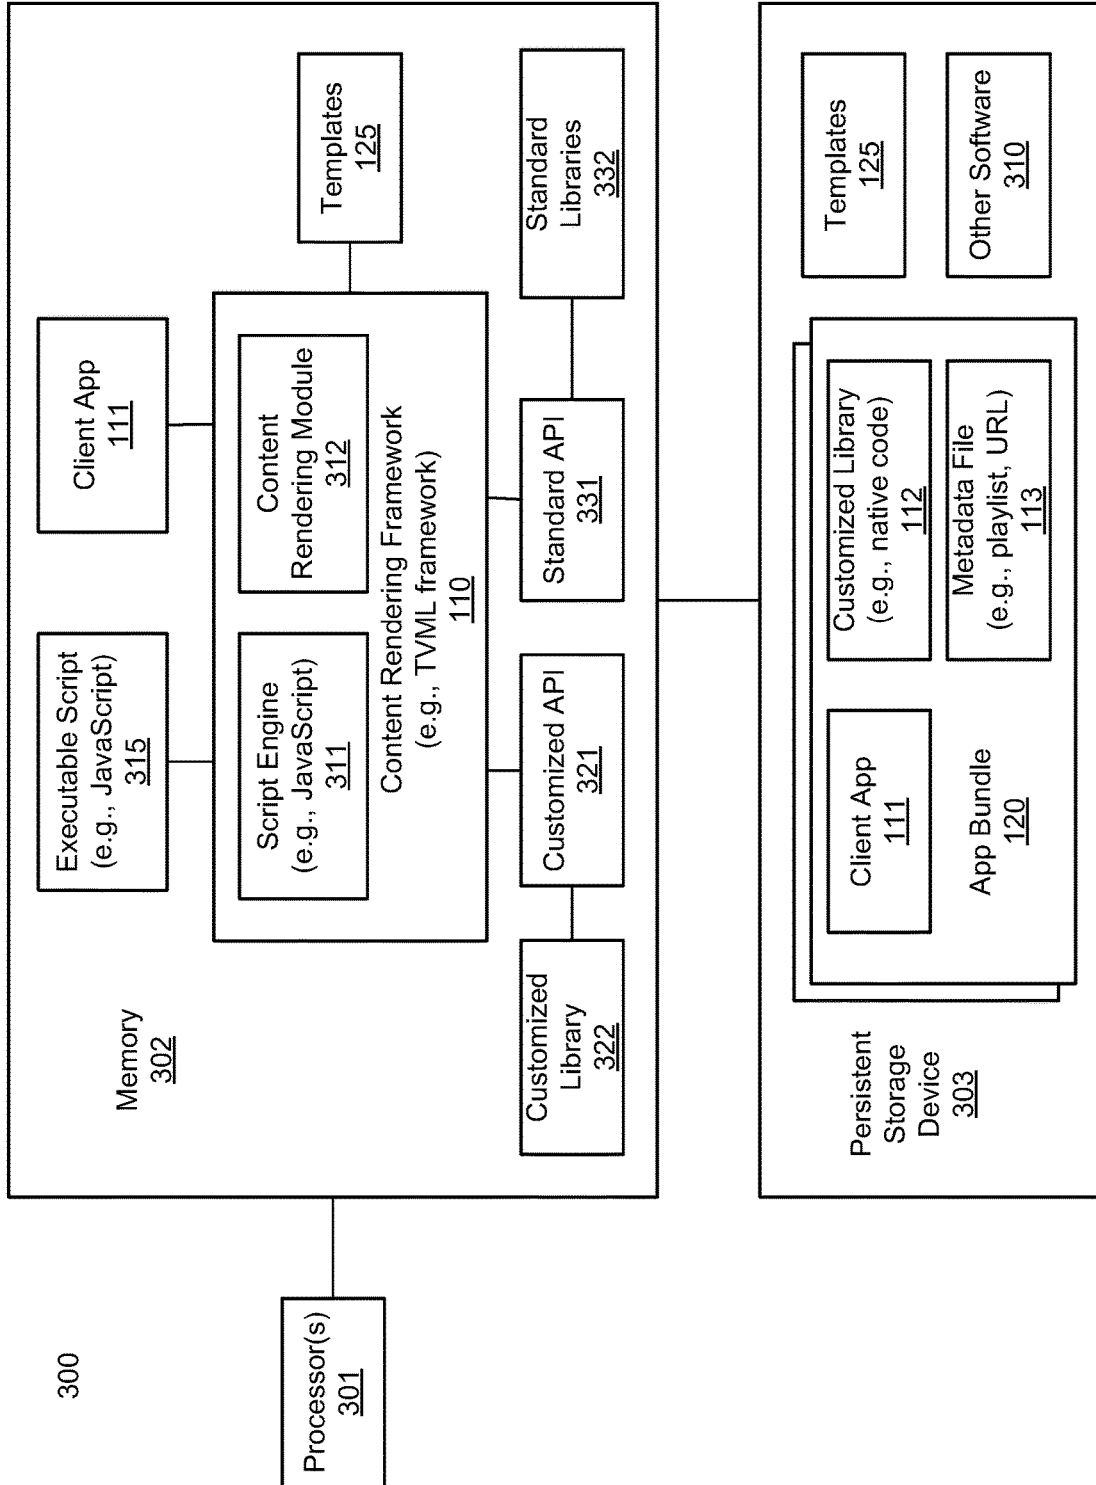 300
Processor(s)
301
Memory
302
Executable Script
(e.g., JavaScript)
315
Client App
111
Script Engine
(e.g., JavaScript)
311
Content
Rendering Module
312
Content Rendering Framework
(e.g., TVML framework)
110
Templates
125
Customized
Library
322
Customized API
321
Standard API
331
Standard
Libraries
332
Persistent
Storage
Device
303
Client App
111
App Bundle
120
Customized Library
(e.g., native code)
112
Metadata File
(e.g., playlist, URL)
113
Templates
125
Other Software
310